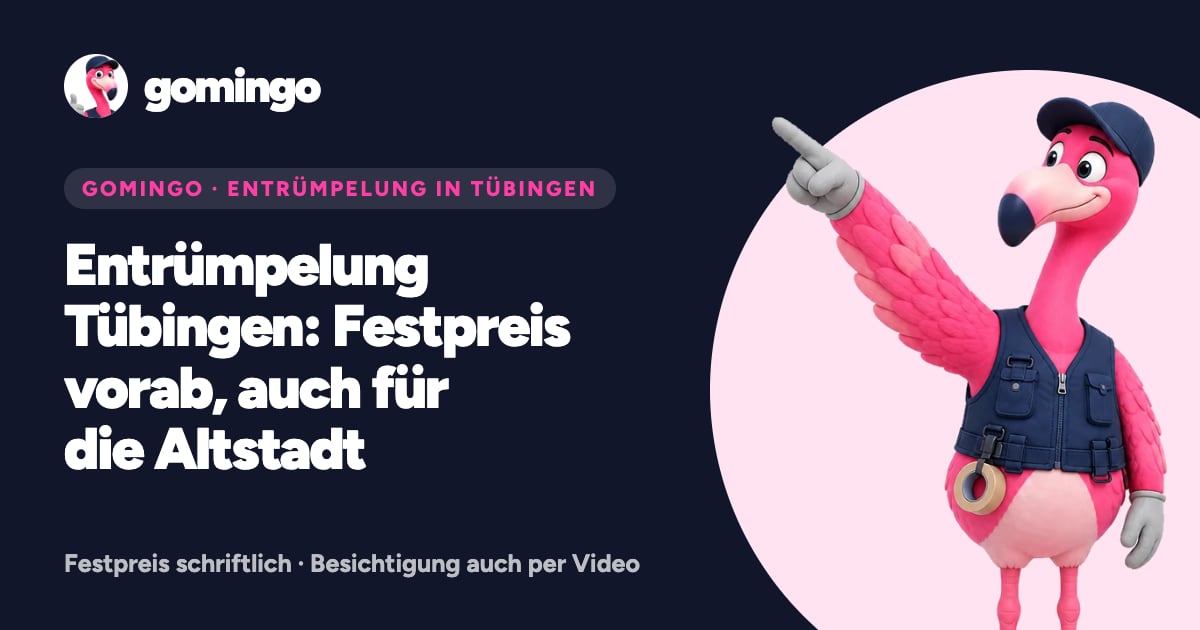 gomingo
GOMINGO · ENTRÜMPELUNG IN TÜBINGEN
Entrümpelung
Tübingen: Festpreis
vorab, auch für
die Altstadt
Festpreis schriftlich · Besichtigung auch per Video